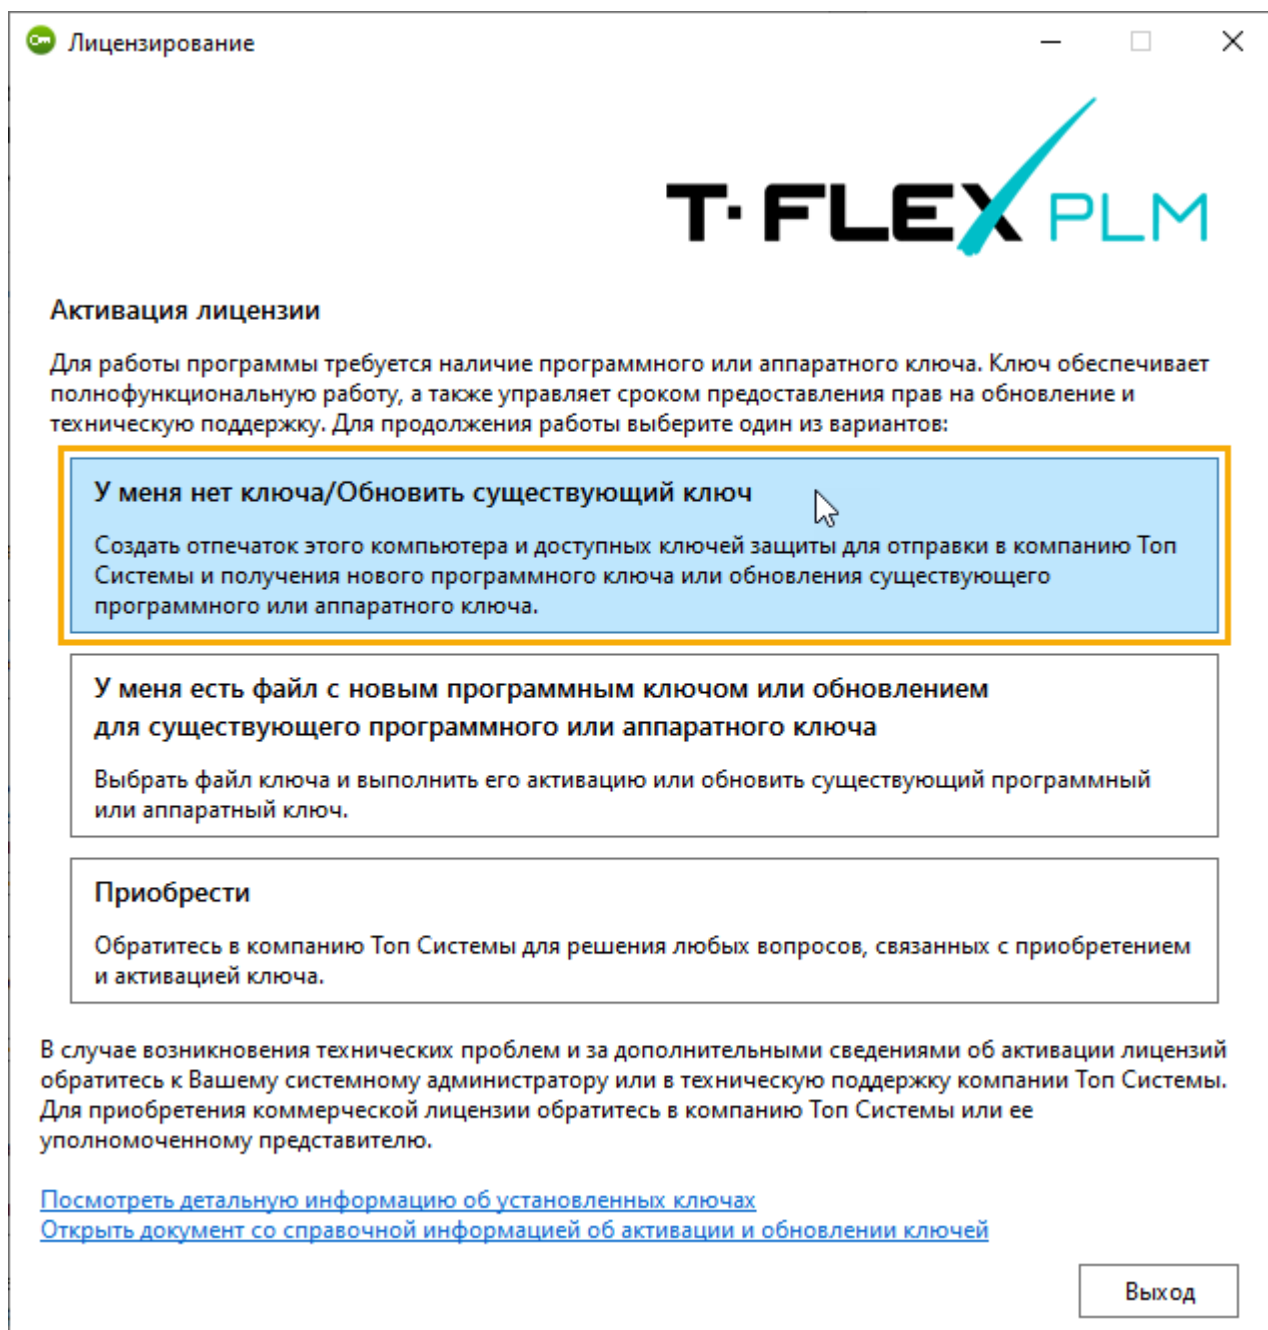 Лицензирование
T·FLEX PLM
Активация лицензии
Для работы программы требуется наличие программного или аппаратного ключа. Ключ обеспечивает
полнофункциональную работу, а также управляет сроком предоставления прав на обновление и
техническую поддержку. Для продолжения работы выберите один из вариантов:
У меня нет ключа/Обновить существующий ключ
Создать отпечаток этого компьютера и доступных ключей защиты для отправки в компанию Топ
Системы и получения нового программного ключа или обновления существующего
программного или аппаратного ключа.
У меня есть файл с новым программным ключом или обновлением
для существующего программного или аппаратного ключа
Выбрать файл ключа и выполнить его активацию или обновить существующий программный
или аппаратный ключ.
Приобрести
Обратитесь в компанию Топ Системы для решения любых вопросов, связанных с приобретением
и активацией ключа.
В случае возникновения технических проблем и за дополнительными сведениями об активации лицензий
обратитесь к Вашему системному администратору или в техническую поддержку компании Топ Системы.
Для приобретения коммерческой лицензии обратитесь в компанию Топ Системы или ее
уполномоченному представителю.
Посмотреть детальную информацию об установленных ключах
Открыть документ со справочной информацией об активации и обновлении ключей
Выход